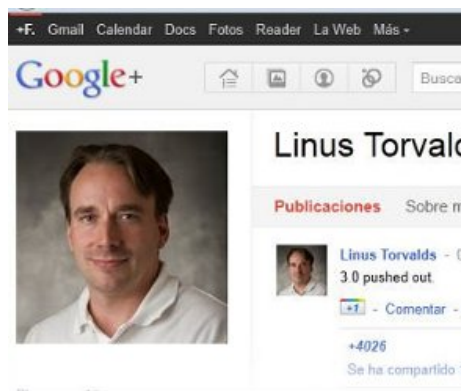 +F. Gmail Calendar Docs Fotos Reader La Web Más
Google+
Busca
Linus Torvald
Publicaciones Sobre m
Linus Torvalds -
3.0 pushed out.
+1 - Comentar -
+4026
Se ha compartido